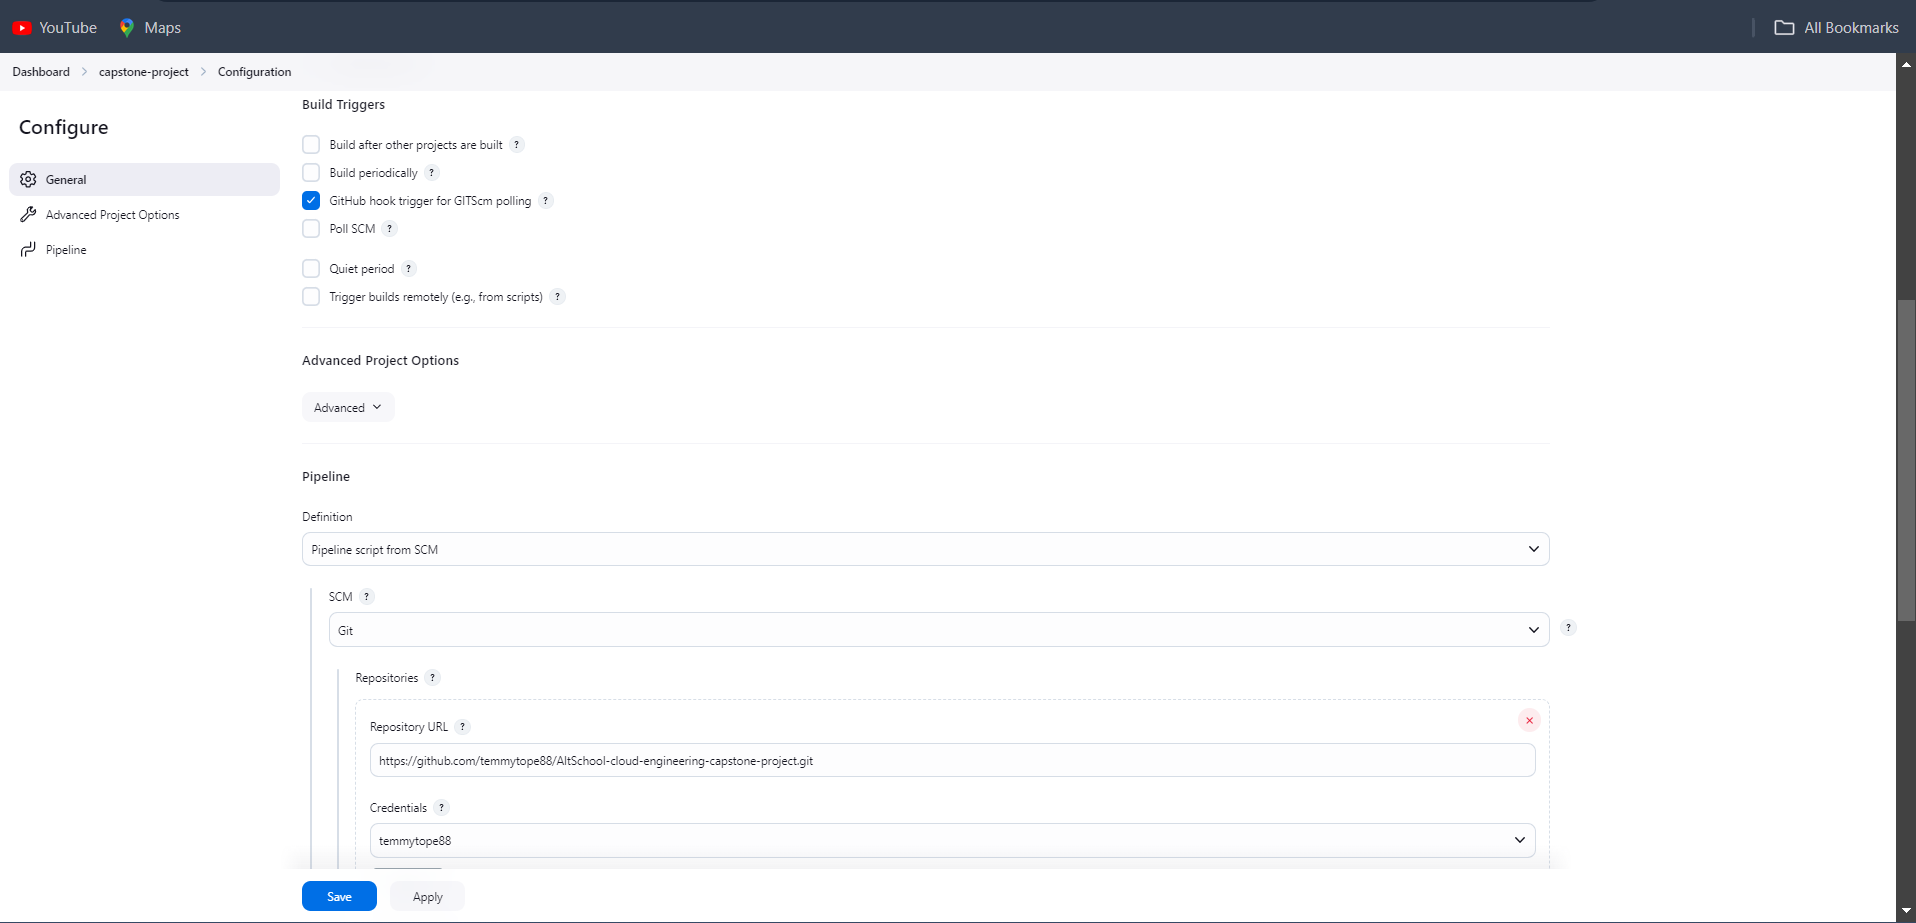 YouTube Maps All Bookmarks
Dashboard capstone-project Configuration
Configure
General
Advanced Project Options
Pipeline
Build Triggers
Build after other projects are built ?
Build periodically ?
GitHub hook trigger for GITScm polling ?
Poll SCM ?
Quiet period ?
Trigger builds remotely (e.g., from scripts) ?
Advanced Project Options
Advanced
Pipeline
Definition
Pipeline script from SCM
SCM ?
Git
?
Repositories ?
Repository URL ?
https://github.com/temmytope88/AltSchool-cloud-engineering-capstone-project.git
Credentials ?
temmytope88
Save Apply